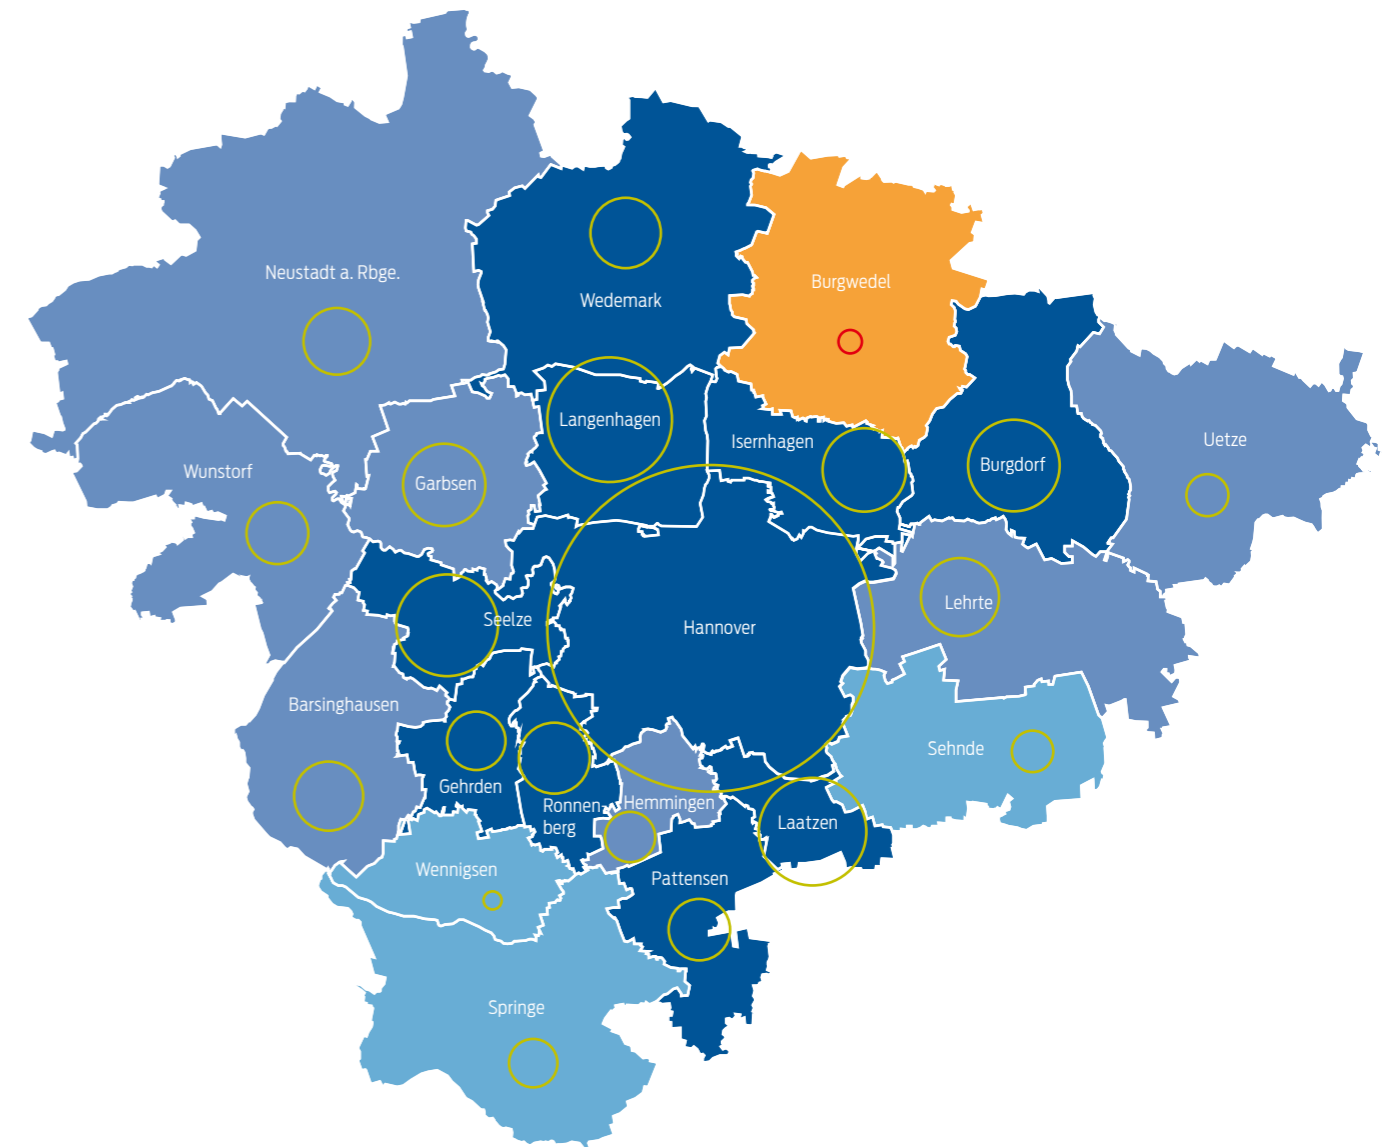 Neustadt a. Rbge.
Burgwedel
Wedemark
Langenhagen
Isernhagen
Uetze
Wunstorf
Garbsen
Burgdorf
Lehrte
Seelze
Hannover
Barsinghausen
Sehnde
Gehrden
Ronnen-
berg
Hemmingen
Laatzen
Wennigsen
Pattensen
Springe